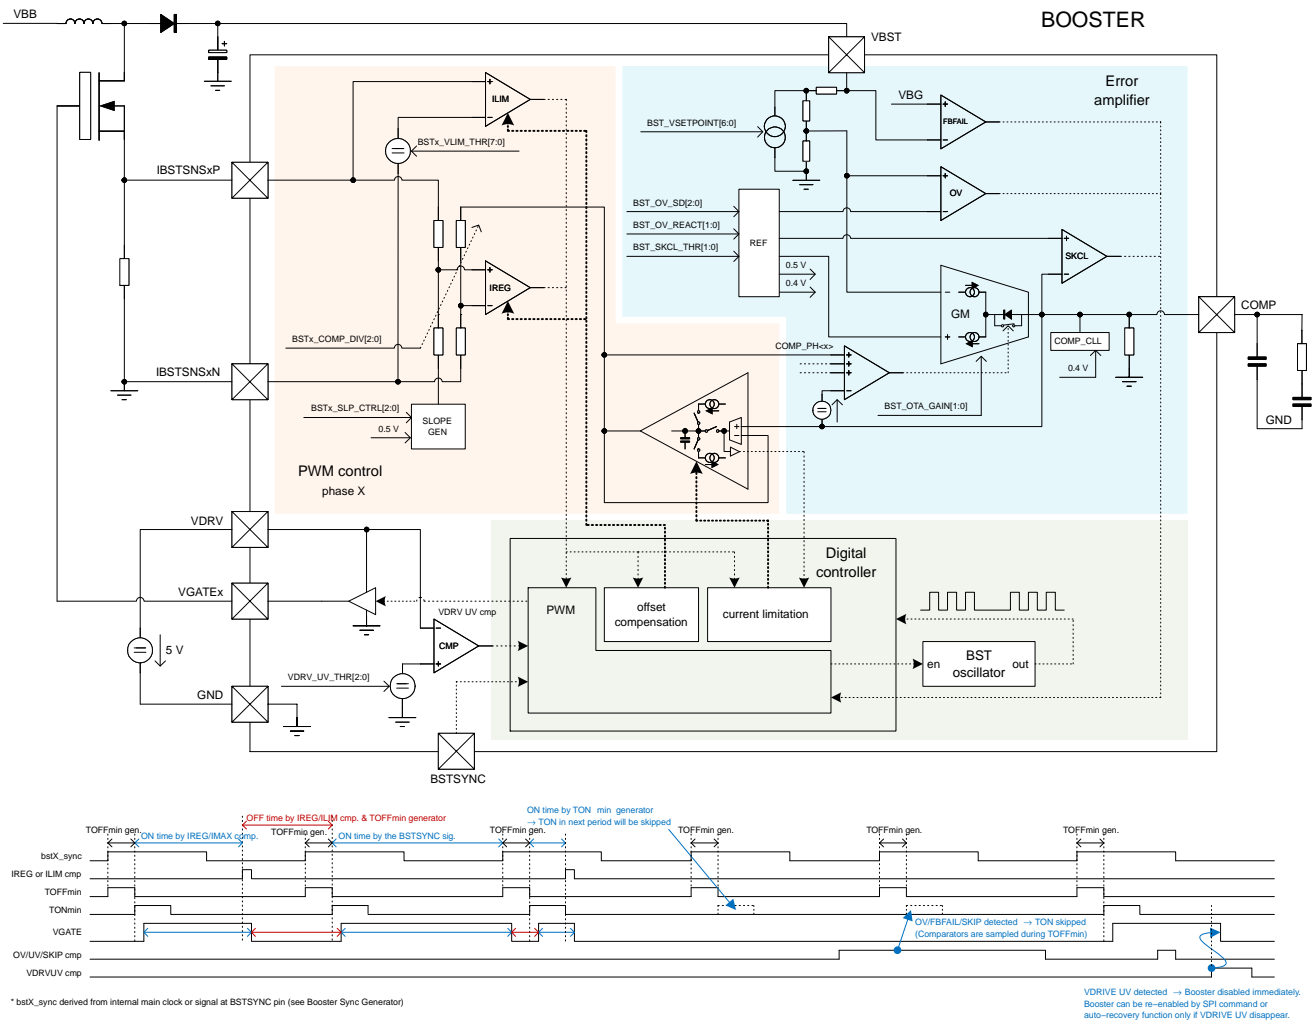 BOOSTER
VBB
VBST
Error
amplifier
ILIM
VBG
FBFAIL
BST_VSETPOINT[6:0]
BSTx_VLIM_THR[7:0]
IBSTSNSxP
OV
BST_OV_SD[2:0]
BST_OV_REACT[1:0]
BST_SKCL_THR[1:0]
REF
SKCL
0.5 V
0.4 V
IREG
COMP
GM
BSTx_COMP_DIV[2:0]
COMP_PH<x>
COMP_CLL
0.4 V
IBSTSNSxN
BSTx_SLP_CTRL[2:0]
0.5 V
SLOPE
GEN
BST_OTA_GAIN[1:0]
GND
PWM control
phase X
VDRV
Digital
controller
VGATEx
VDRV UV cmp
PWM
offset
compensation
current limitation
CMP
5 V
VDRV_UV_THR[2:0]
en
BST
oscillator
out
GND
BSTSYNC
OFF time by IREG/ILIM cmp. & TOFFmin generator
ON time by TON min generator
→ TON in next period will be skipped
TOFFmin gen.
ON time by IREG/IMAX comp.
TOFFmin gen.
ON time by the BSTSYNC sig.
TOFFmin gen.
TOFFmin gen.
TOFFmin gen.
TOFFmin gen.
bstX_sync
IREG or ILIM cmp
TOFFmin
TONmin
VGATE
OV/FBFAIL/SKIP detected → TON skipped
(Comparators are sampled during TOFFmin)
OV/UV/SKIP cmp
VDRVUV cmp
VDRIVE UV detected → Booster disabled immediately.
Booster can be re-enabled by SPI command or
auto-recovery function only if VDRIVE UV disappear.
* bstX_sync derived from internal main clock or signal at BSTSYNC pin (see Booster Sync Generator)